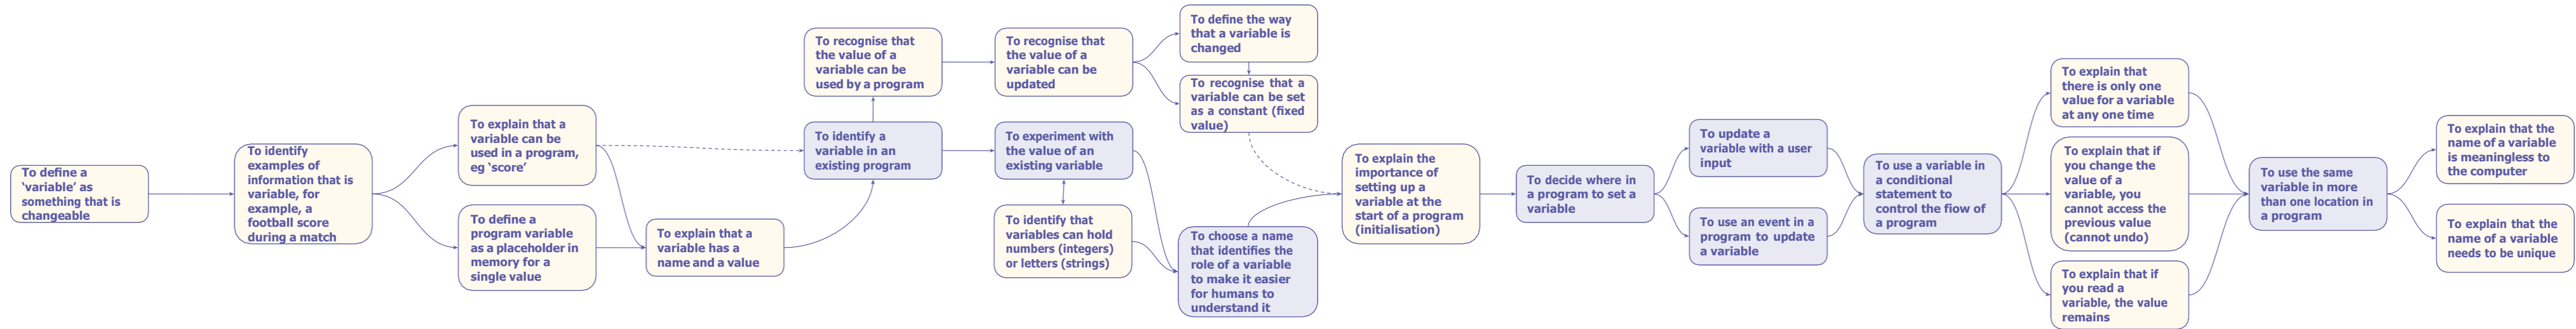 To define a
‘variable’ as
something that is
changeable
To identify
examples of
information that is
variable, for
example, a
football score
during a match
To explain that a
variable can be
used in a program,
eg ‘score’
To define a
program variable
as a placeholder in
memory for a
single value
To explain that a
variable has a
name and a value
To recognise that
the value of a
variable can be
used by a program
To identify a
variable in an
existing program
To recognise that
the value of a
variable can be
updated
To experiment with
the value of an
existing variable
To identify that
variables can hold
numbers (integers)
or letters (strings)
To define the way
that a variable is
changed
To recognise that a
variable can be set
as a constant (fixed
value)
To choose a name
that identifies the
role of a variable
to make it easier
for humans to
understand it
To explain the
importance of
setting up a
variable at the
start of a program
(initialisation)
To decide where in
a program to set a
variable
To update a
variable with a user
input
To use an event in a
program to update
a variable
To use a variable in
a conditional
statement to
control the flow of
a program
To explain that
there is only one
value for a variable
at any one time
To explain that if
you change the
value of a
variable, you
cannot access the
previous value
(cannot undo)
To explain that if
you read a
variable, the value
remains
To use the same
variable in more
than one location in
a program
To explain that the
name of a variable
is meaningless to
the computer
To explain that the
name of a variable
needs to be unique